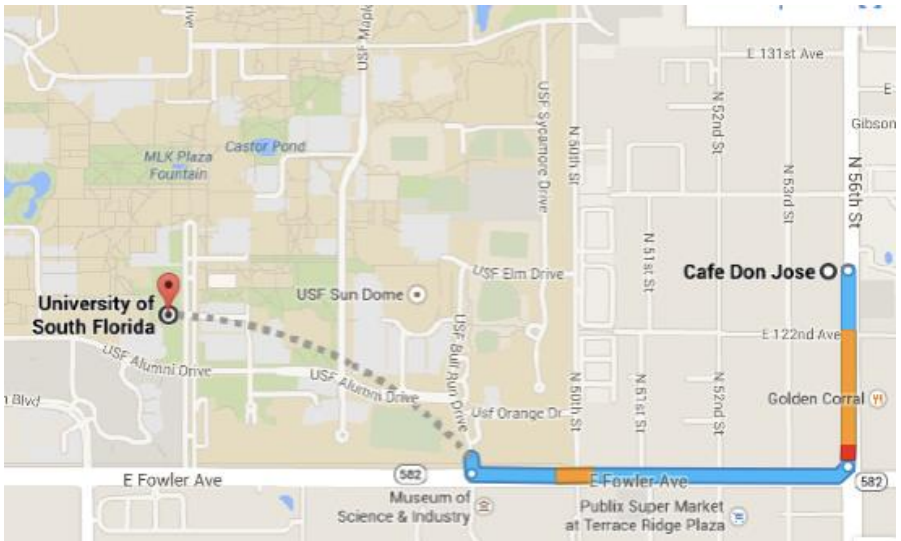 USF Maple
rive
E 131st Ave
E
Gibson
N 52nd St
N 56th St
USF Sycamore Drive
N 50th St
N 53rd St
Castor Pond
MLK Plaza
Fountain
N 51st St
USF Elm Drive
Cafe Don Jose
USF Sun Dome
University of
South Florida
E 122nd Ave
USF Bull Run Drive
USF Alumni Drive
USF Alumni Drive
n Blvd
Usf Orange Dr
N 50th St
N 51st St
N 52nd St
Golden Corral
E Fowler Ave
582
E Fowler Ave
582
Museum of
Science & Industry
Publix Super Market
at Terrace Ridge Plaza